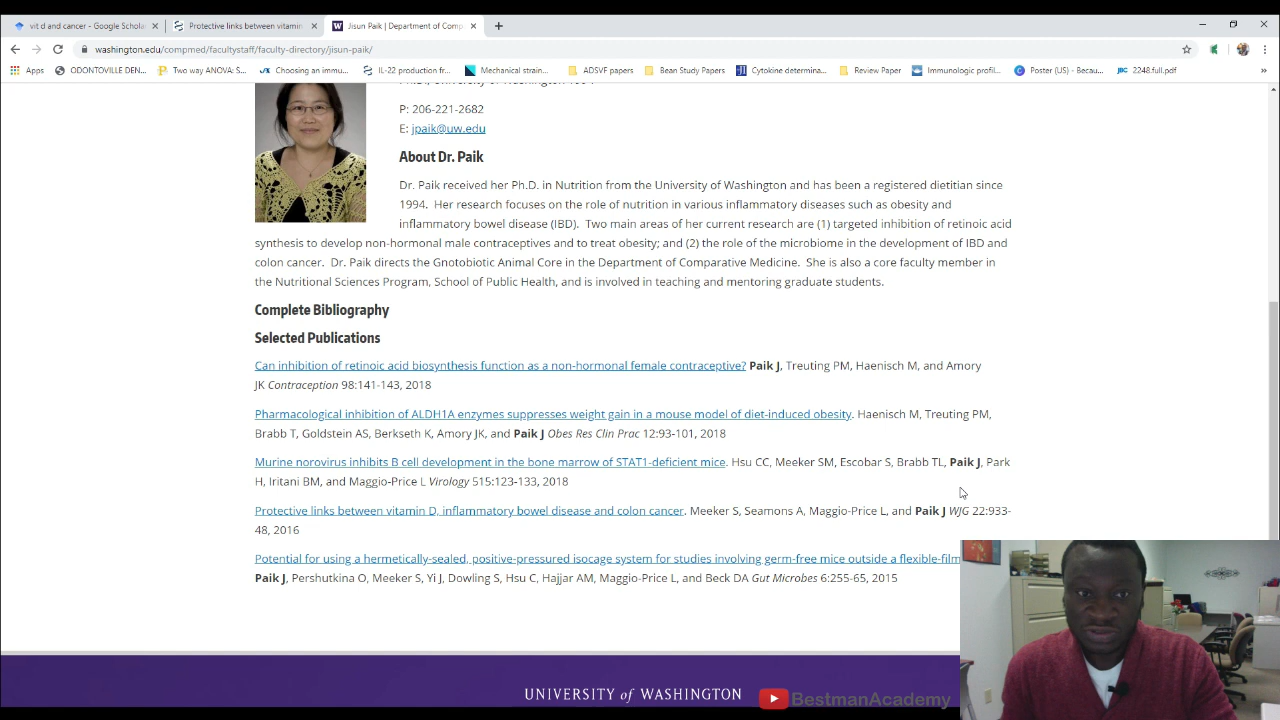 vit d and cancer - Google Schola
Protective links between vitamin
Jisun Paik | Department of Comp
washington.edu/compmed/facultystaff/faculty-directory/jisun-paik/
Apps
ODONTOVILLE DEN...
Two way ANOVA: S...
Choosing an immu...
IL-22 production fr...
Mechanical strain...
ADSVF papers
Bean Study Papers
Cytokine determina...
Review Paper
Immunologic profil...
Poster (5) (Becau...
2248.full.pdf
P: 206-221-2682
E: jpaik@uw.edu
About Dr. Paik
Dr. Paik received her Ph.D. in Nutrition from the University of Washington and has been a registered dietitian since
1994. Her research focuses on the role of nutrition in various inflammatory diseases such as obesity and
inflammatory bowel disease (IBD). Two main areas of her current research are (1) targeted inhibition of retinoic acid
synthesis to develop non-hormonal male contraceptives and to treat obesity; and (2) the role of the microbiome in the development of IBD and
colon cancer. Dr. Paik directs the Gnotobiotic Animal Core in the Department of Comparative Medicine. She is also a core faculty member in
the Nutritional Sciences Program, School of Public Health, and is involved in teaching and mentoring graduate students.
Complete Bibliography
Selected Publications
Can inhibition of retinoic acid biosynthesis function as a non-hormonal female contraceptive? Paik J, Treuting PM, Haenisch M, and Amory
JK Contraception 98:141-143, 2018
Pharmacological inhibition of ALDH1A enzymes suppresses weight gain in a mouse model of diet-induced obesity. Haenisch M, Treuting PM,
Brabb T, Goldstein AS, Berkseth K, Amory JK, and Paik J Obes Res Clin Prac 12:93-101, 2018
Murine norovirus inhibits B cell development in the bone marrow of STAT1-deficient mice. Hsu CC, Meeker SM, Escobar S, Brabb TL, Paik J, Park
H, Iritani BM, and Maggio-Price L Virology 515:123-133, 2018
Protective links between vitamin D, inflammatory bowel disease and colon cancer. Meeker S, Seamons A, Maggio-Price L, and Paik J WJG 22:933-
48, 2016
Potential for using a hermetically-sealed, positive-pressured isocage system for studies involving germ-free mice outside a flexible-film
Paik J, Pershutkina O, Meeker S, Yi J, Dowling S, Hsu C, Hajjar AM, Maggio-Price L, and Beck DA Gut Microbes 6:255-65, 2015
UNIVERSITY of WASHINGTON
BestmanAcademy